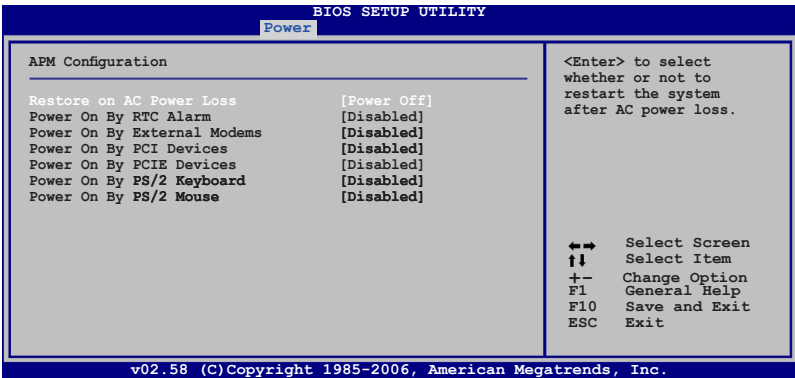 BIOS SETUP UTILITY
Power
APM Configuration
Restore on AC Power Loss [Power Off]
Power On By RTC Alarm [Disabled]
Power On By External Modems [Disabled]
Power On By PCI Devices [Disabled]
Power On By PCIE Devices [Disabled]
Power On By PS/2 Keyboard [Disabled]
Power On By PS/2 Mouse [Disabled]
<Enter> to select
whether or not to
restart the system
after AC power loss.
←→ Select Screen
↑↓ Select Item
+- Change Option
F1 General Help
F10 Save and Exit
ESC Exit
v02.58 (C)Copyright 1985-2006, American Megatrends, Inc.